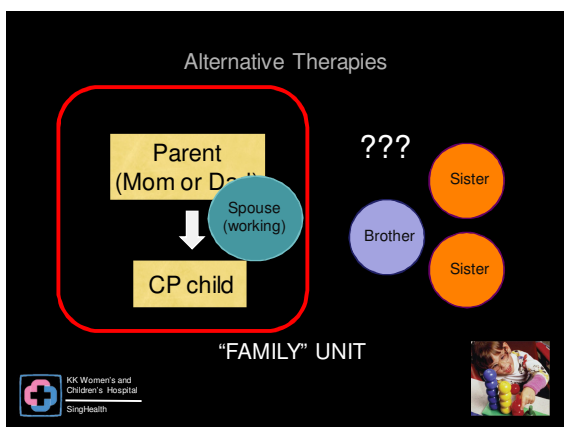 Alternative Therapies
Parent
(Mom or Dad)
Spouse
(working)
CP child
???
Sister
Brother
Sister
“FAMILY” UNIT
KK Women's and
Children's Hospital
SingHealth